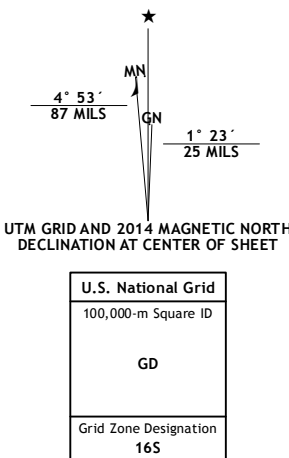 ★
MN
GN
4° 53´
87 MILS
1° 23´
25 MILS
UTM GRID AND 2014 MAGNETIC NORTH
DECLINATION AT CENTER OF SHEET
U.S. National Grid
100,000-m Square ID
GD
Grid Zone Designation
16S